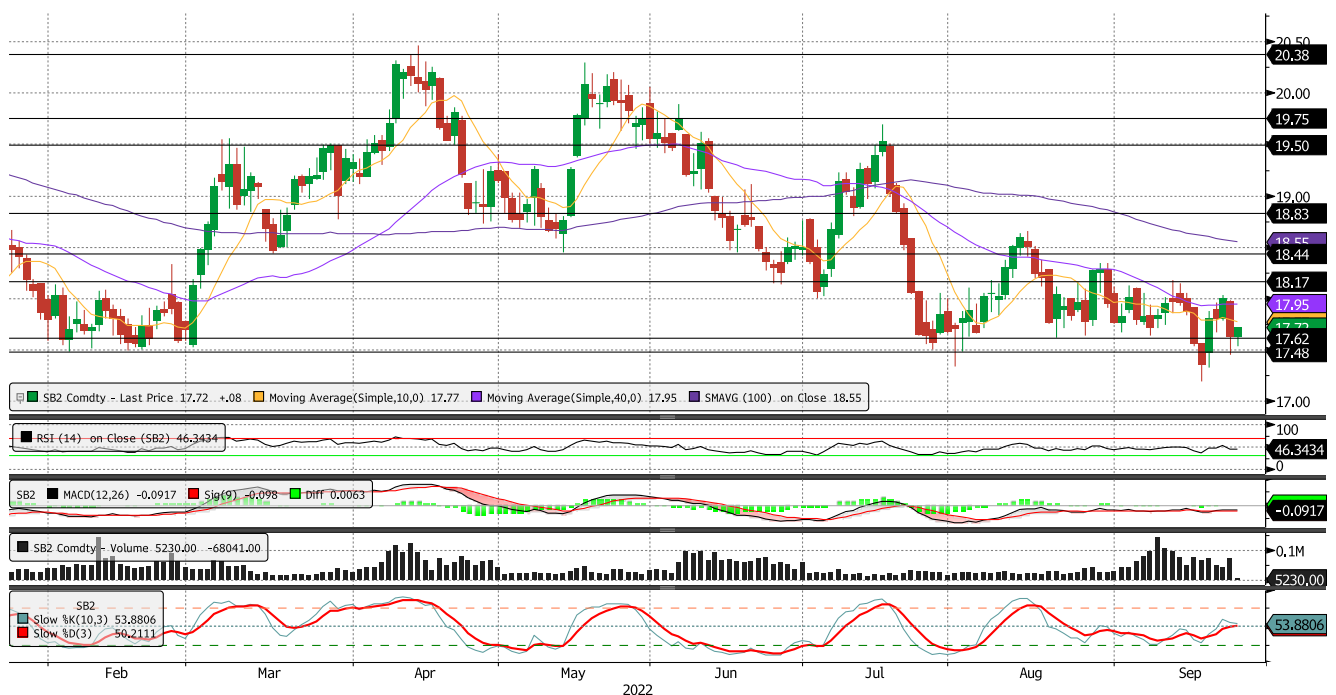 20.50
20.38
20.00
19.75
19.50
19.00
18.83
18.55
18.44
18.17
17.95
17.72
17.62
17.48
17.00
SB2 Comdty - Last Price 17.72 +.08 Moving Average(Simple,10,0) 17.77 Moving Average(Simple,40,0) 17.95 SMAVG (100) on Close 18.55
RSI (14) on Close (SB2) 46.3434
100
46.3434
0
SB2 MACD(12,26) -0.0917 Sig(9) -0.098 Diff 0.0063
-0.0917
SB2 Comdty - Volume 5230.00 -68041.00
0.1M
5230.00
SB2
Slow %K(10,3) 53.8806
Slow %D(3) 50.2111
53.8806
Feb Mar Apr May Jun Jul Aug Sep
2022